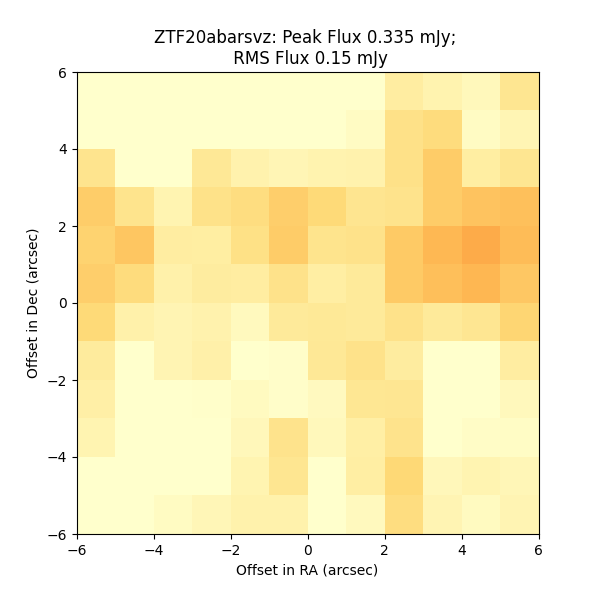 ZTF20abarsvz: Peak Flux 0.335 mJy;
RMS Flux 0.15 mJy
6
4
2
0
−2
−4
−6
Offset in Dec (arcsec)
−6 −4 −2 0 2 4 6
Offset in RA (arcsec)